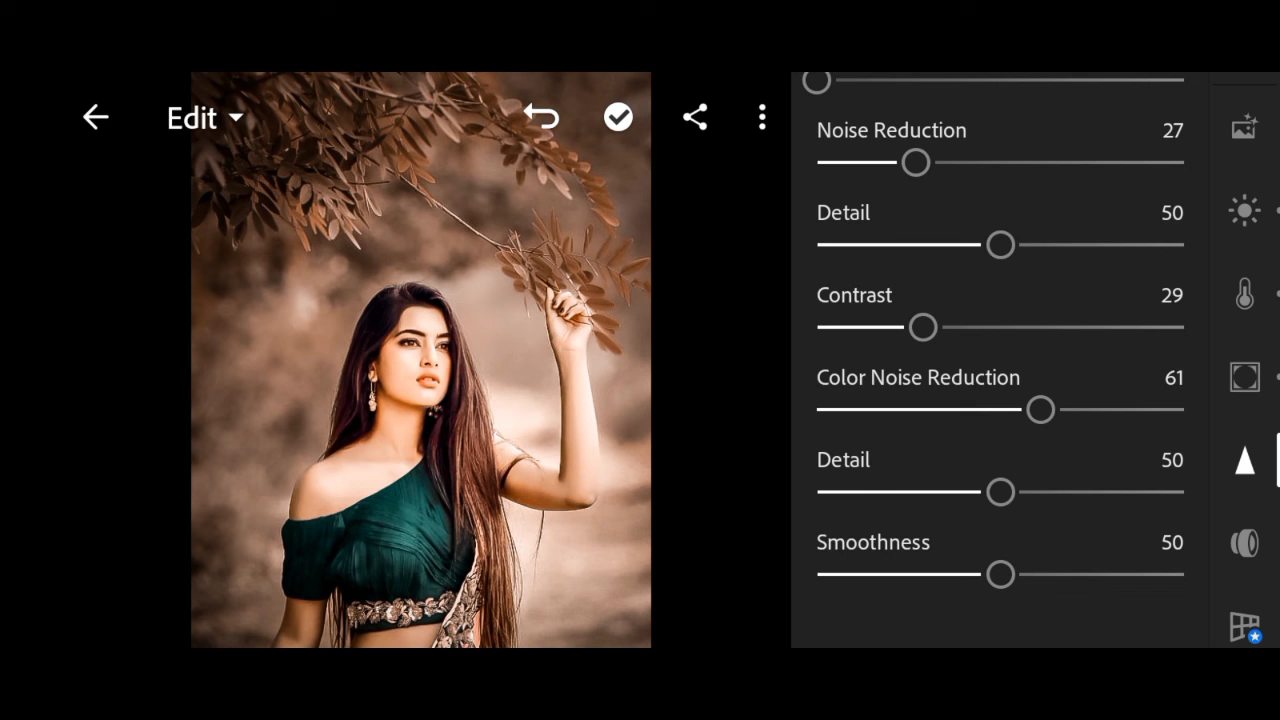 Edit
Noise Reduction 27
Detail 50
Contrast 29
Color Noise Reduction 61
Detail 50
Smoothness 50